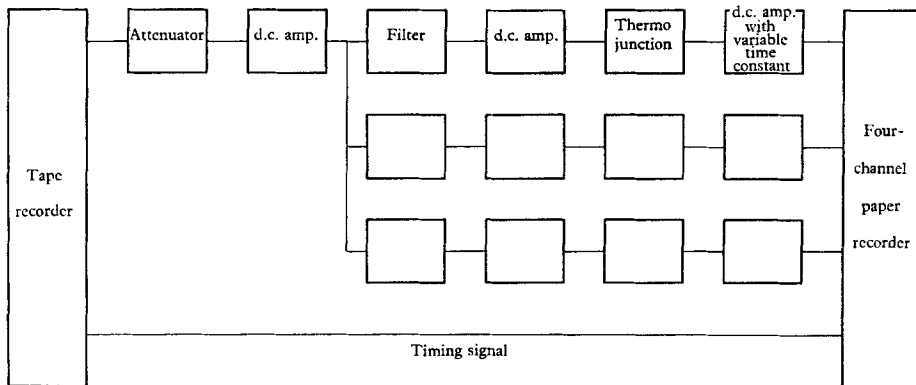 Tape
recorder
Attenuator
d.c. amp.
Filter
d.c. amp.
Thermo
junction
d.c. amp.
with
variable
time
constant
Four-
channel
paper
recorder
Timing signal